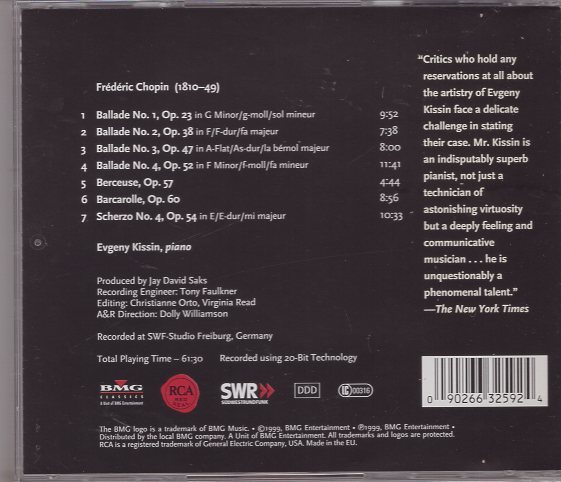 Frédéric Chopin (1810–49)
1 Ballade No. 1, Op. 23 in G Minor/g-moll/sol mineur 9:52
2 Ballade No. 2, Op. 38 in F/F-dur/fa majeur 7:38
3 Ballade No. 3, Op. 47 in A-Flat/As-dur/la bémol majeur 8:00
4 Ballade No. 4, Op. 52 in F Minor/f-moll/fa mineur 11:41
5 Berceuse, Op. 57 4:44
6 Barcarolle, Op. 60 8:56
7 Scherzo No. 4, Op. 54 in E/E-dur/mi majeur 10:33
Evgeny Kissin, piano
Produced by Jay David Saks
Recording Engineer: Tony Faulkner
Editing: Christianne Orto, Virginia Read
A&R Direction: Dolly Williamson
Recorded at SWF-Studio Freiburg, Germany
Total Playing Time – 61:30 Recorded using 20-Bit Technology
"Critics who hold any
reservations at all about
the artistry of Evgeny
Kissin face a delicate
challenge in stating
their case. Mr. Kissin is
an indisputably superb
pianist, not just a
technician of
astonishing virtuosity
but a deeply feeling and
communicative
musician . . . he is
unquestionably a
phenomenal talent."
—The New York Times
BMG
CLASSICS
A Unit of BMG Entertainment
RCA
RED
SEAL
SWR
SÜDWESTRUNDFUNK
DDD
LC 00316
0 90266 32592 4
The BMG logo is a trademark of BMG Music. • ©1999, BMG Entertainment • ℗1999, BMG Entertainment •
Distributed by the local BMG company. A Unit of BMG Entertainment. All trademarks and logos are protected.
RCA is a registered trademark of General Electric Company, USA. Made in the EU.